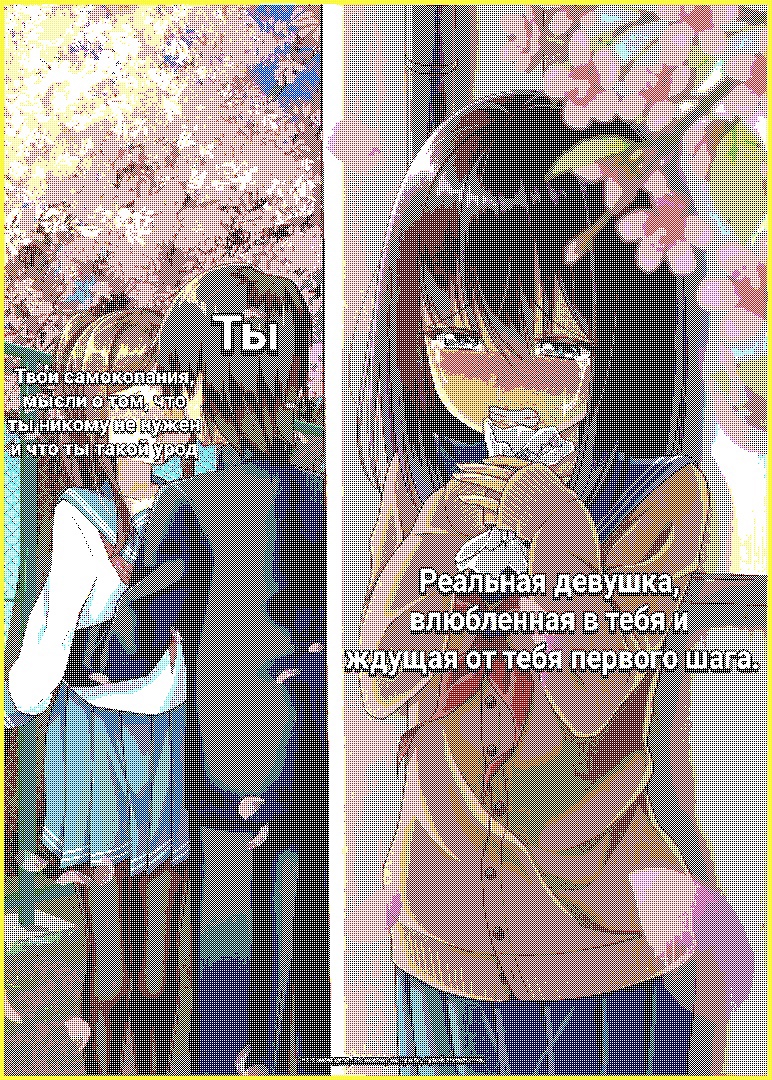 Ты
Твои самокопания,
мысли о том, что
ты никому не нужен
и что ты такой урод
Реальная девушка,
влюбленная в тебя и
ждущая от тебя первого шага.